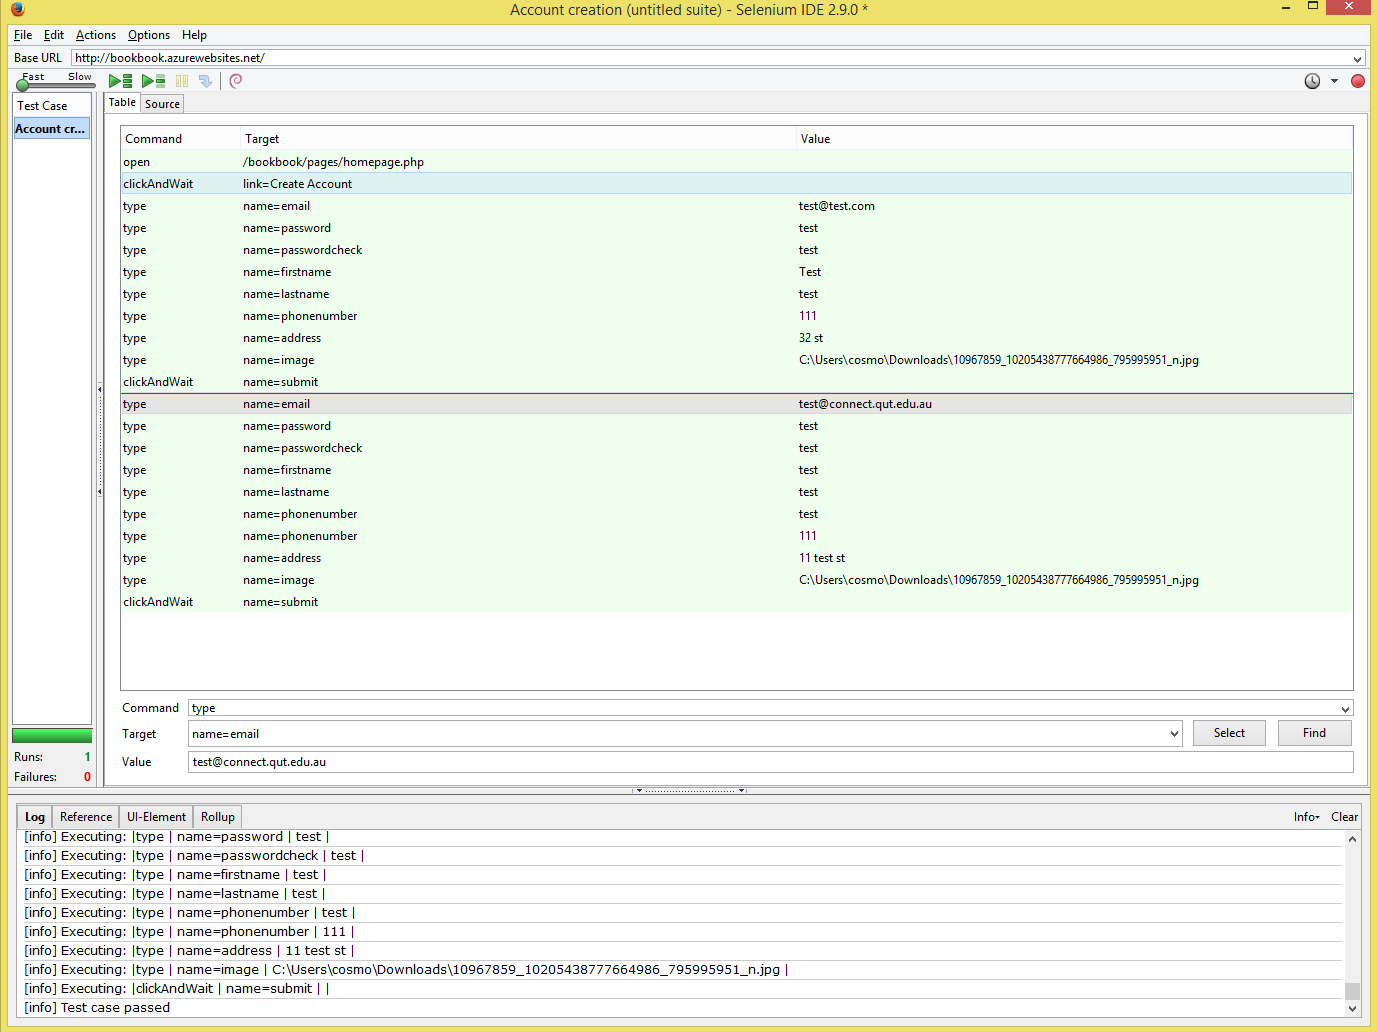 Account creation (untitled suite) - Selenium IDE 2.9.0 *
File Edit Actions Options Help
Base URL http://bookbook.azurewebsites.net/
Fast Slow
Test Case
Account cr...
Table Source
Command Target Value
open /bookbook/pages/homepage.php
clickAndWait link=Create Account
type name=email test@test.com
type name=password test
type name=passwordcheck test
type name=firstname Test
type name=lastname test
type name=phonenumber 111
type name=address 32 st
type name=image C:\Users\cosmo\Downloads\10967859_10205438777664986_795995951_n.jpg
clickAndWait name=submit
type name=email test@connect.qut.edu.au
type name=password test
type name=passwordcheck test
type name=firstname test
type name=lastname test
type name=phonenumber test
type name=phonenumber 111
type name=address 11 test st
type name=image C:\Users\cosmo\Downloads\10967859_10205438777664986_795995951_n.jpg
clickAndWait name=submit
Command type
Target name=email Select Find
Value test@connect.qut.edu.au
Runs: 1
Failures: 0
Log Reference UI-Element Rollup Info Clear
[info] Executing: |type | name=password | test |
[info] Executing: |type | name=passwordcheck | test |
[info] Executing: |type | name=firstname | test |
[info] Executing: |type | name=lastname | test |
[info] Executing: |type | name=phonenumber | test |
[info] Executing: |type | name=phonenumber | 111 |
[info] Executing: |type | name=address | 11 test st |
[info] Executing: |type | name=image | C:\Users\cosmo\Downloads\10967859_10205438777664986_795995951_n.jpg |
[info] Executing: |clickAndWait | name=submit | |
[info] Test case passed